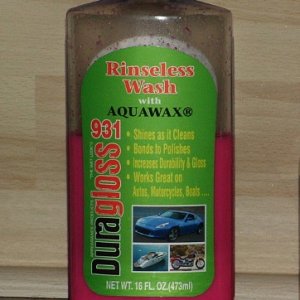 Rinseless
Wash
with
AQUAWAX®
Duragloss 931
• Shines as it Cleans
• Bonds to Polishes
• Increases Durability & Gloss
• Works Great on
Autos, Motorcycles, Boats ....
NET WT. 16 FL. OZ.(473ml)